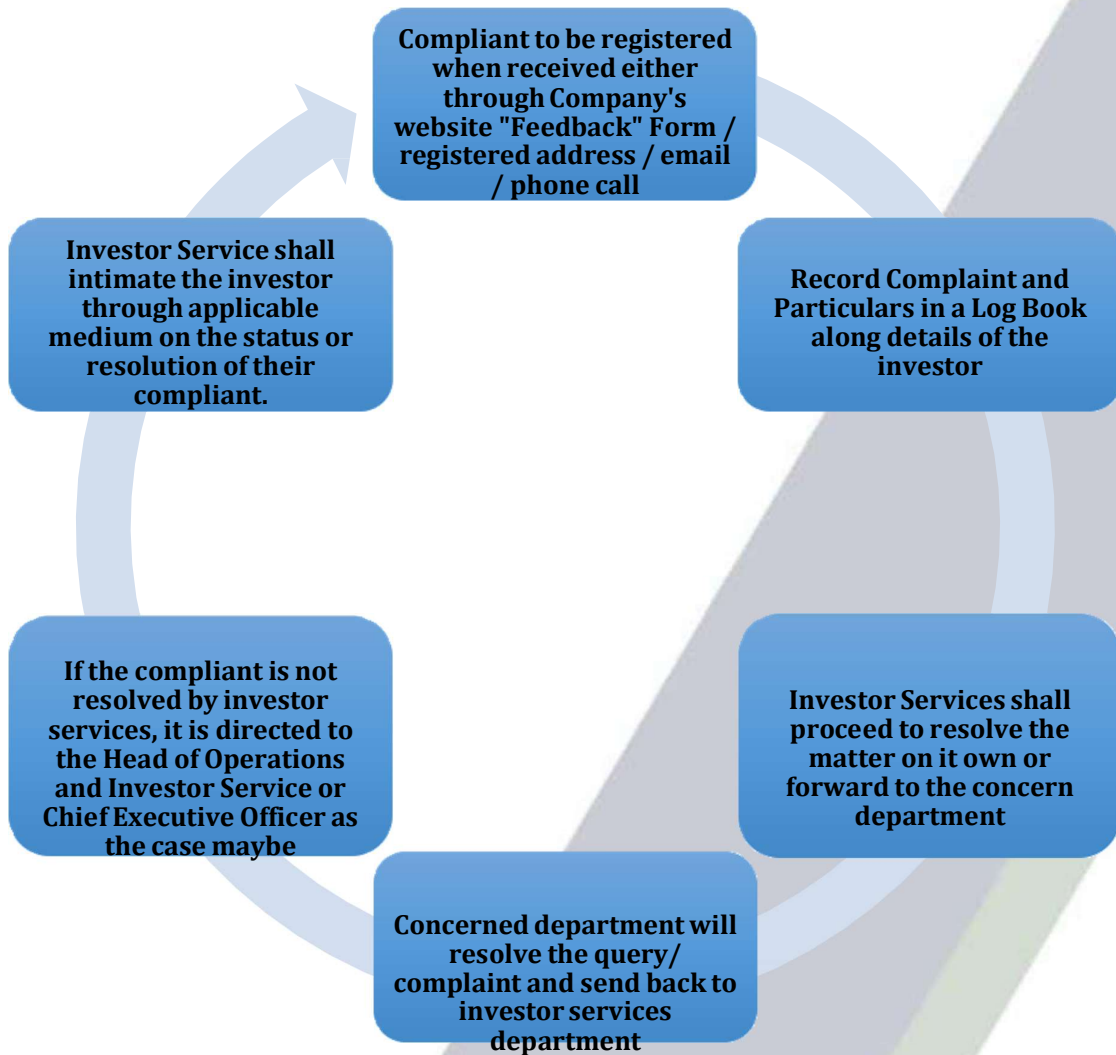 Compliant to be registered
when received either
through Company's
website "Feedback" Form /
registered address / email
/ phone call
Record Complaint and
Particulars in a Log Book
along details of the
investor
Investor Services shall
proceed to resolve the
matter on it own or
forward to the concern
department
Concerned department will
resolve the query/
complaint and send back to
investor services
department
If the compliant is not
resolved by investor
services, it is directed to
the Head of Operations
and Investor Service or
Chief Executive Officer as
the case maybe
Investor Service shall
intimate the investor
through applicable
medium on the status or
resolution of their
compliant.